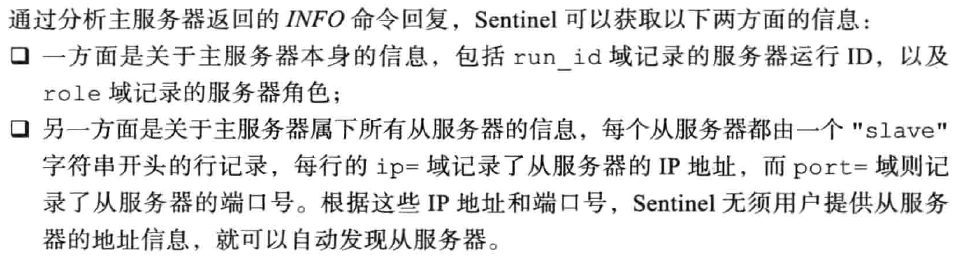 通过分析主服务器返回的 INFO 命令回复，Sentinel 可以获取以下两方面的信息：
❑ 一方面是关于主服务器本身的信息，包括 run_id 域记录的服务器运行 ID，以及
role 域记录的服务器角色；
❑ 另一方面是关于主服务器属下所有从服务器的信息，每个从服务器都由一个 "slave"
字符串开头的行记录，每行的 ip= 域记录了从服务器的 IP 地址，而 port= 域则记
录了从服务器的端口号。根据这些 IP 地址和端口号，Sentinel 无须用户提供从服务
器的地址信息，就可以自动发现从服务器。